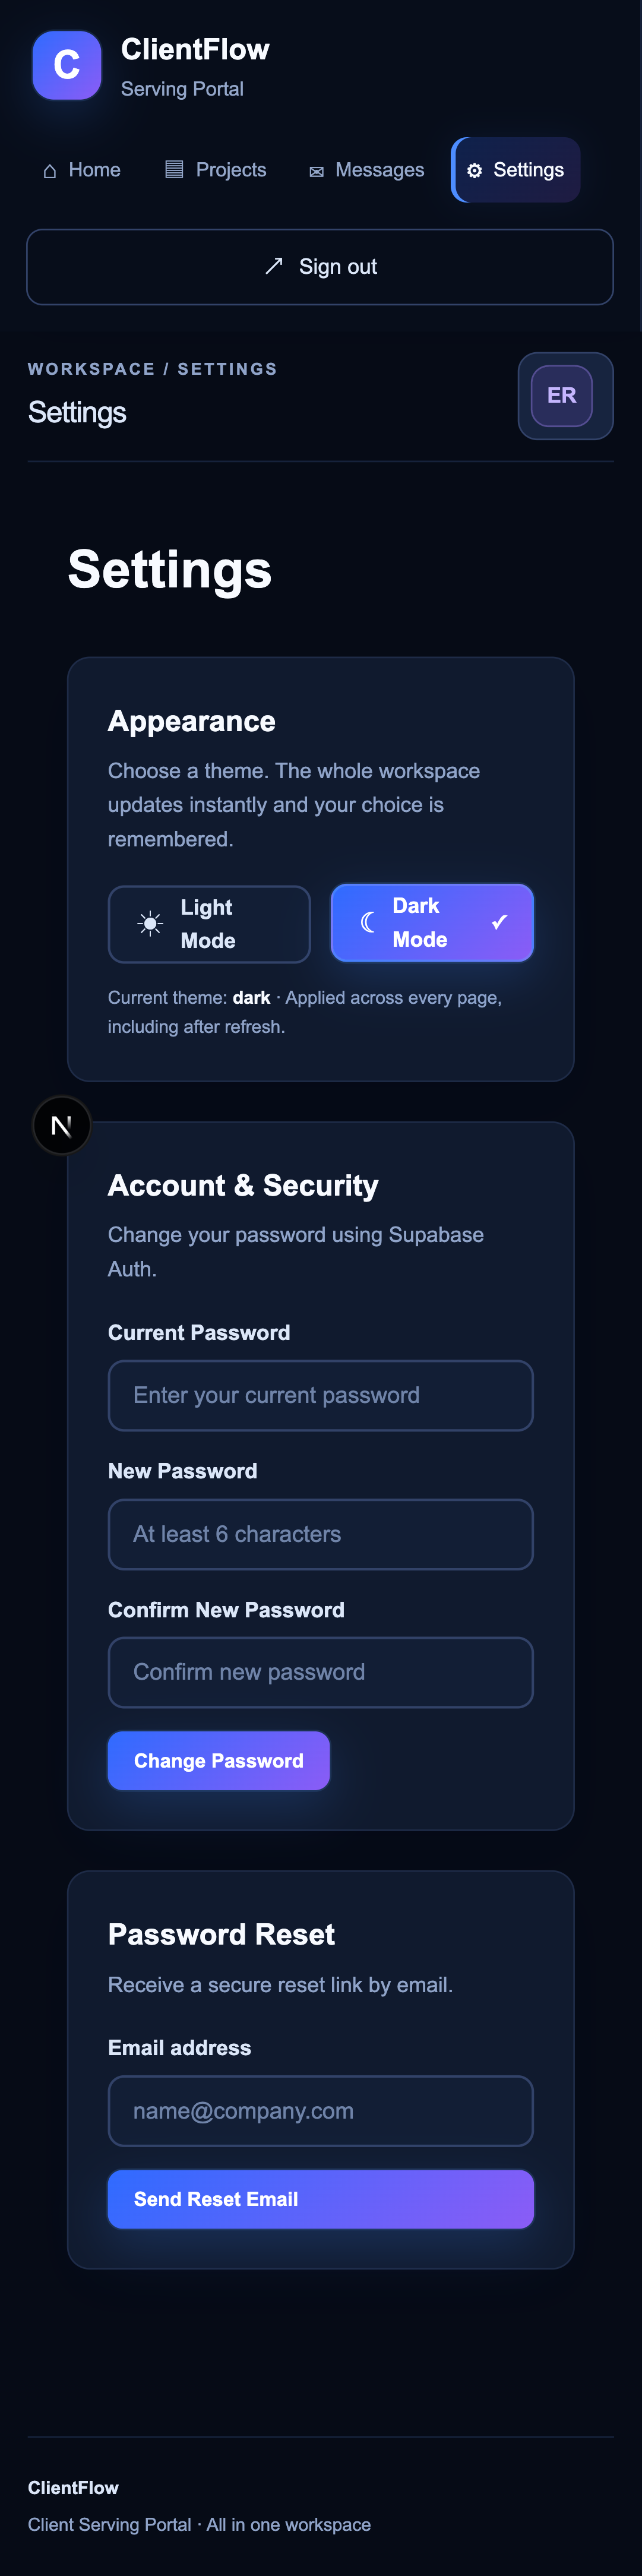 C
ClientFlow
Serving Portal
Home
Projects
Messages
Settings
Sign out
WORKSPACE / SETTINGS
Settings
ER
Settings
Appearance
Choose a theme. The whole workspace
updates instantly and your choice is
remembered.
Light
Mode
Dark
Mode
Current theme: dark · Applied across every page,
including after refresh.
N
Account & Security
Change your password using Supabase
Auth.
Current Password
Enter your current password
New Password
At least 6 characters
Confirm New Password
Confirm new password
Change Password
Password Reset
Receive a secure reset link by email.
Email address
name@company.com
Send Reset Email
ClientFlow
Client Serving Portal · All in one workspace